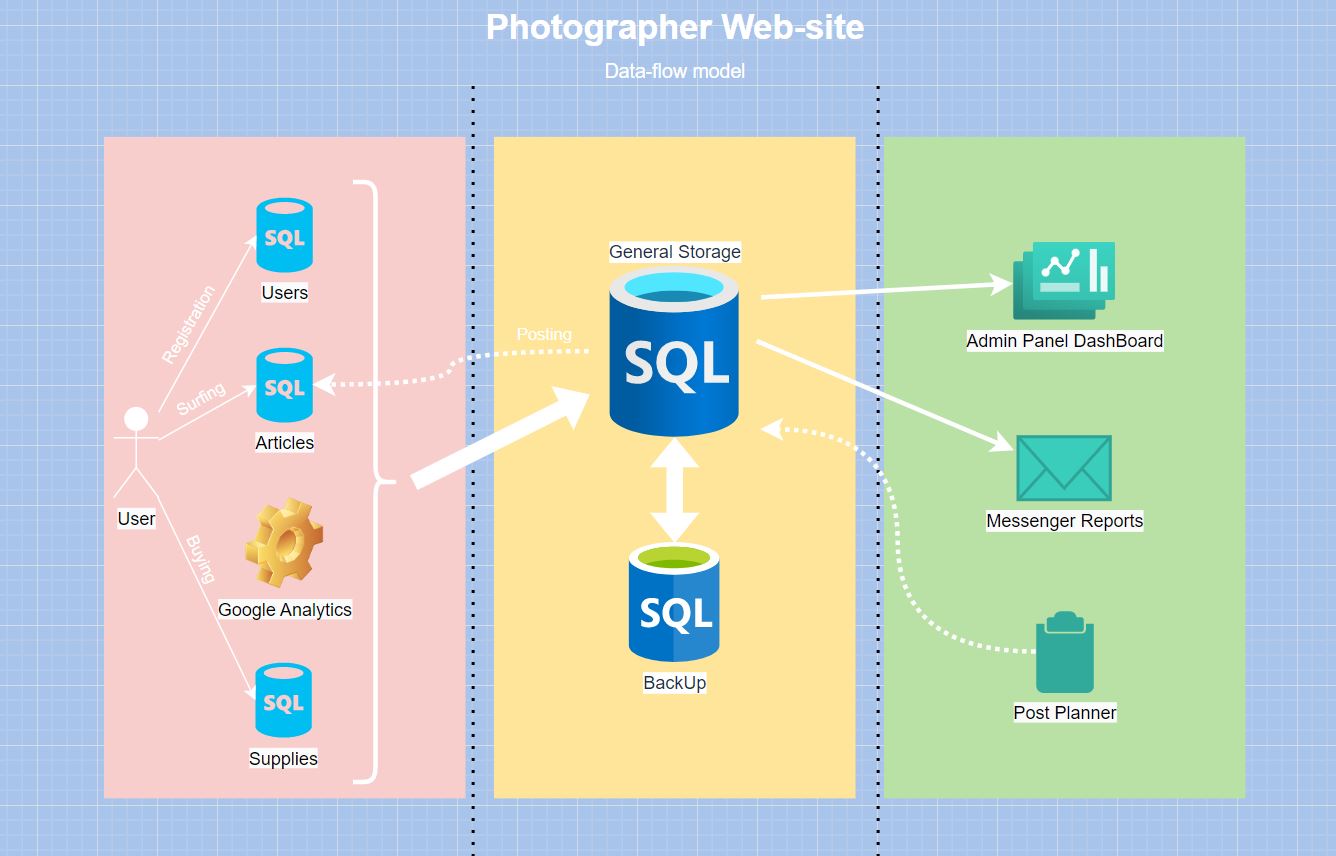 Photographer Web-site
Data-flow model
SQL
Users
Registration
Surfing
SQL
Articles
User
Google Analytics
Buying
SQL
Supplies
General Storage
SQL
Posting
SQL
BackUp
Admin Panel DashBoard
Messenger Reports
Post Planner